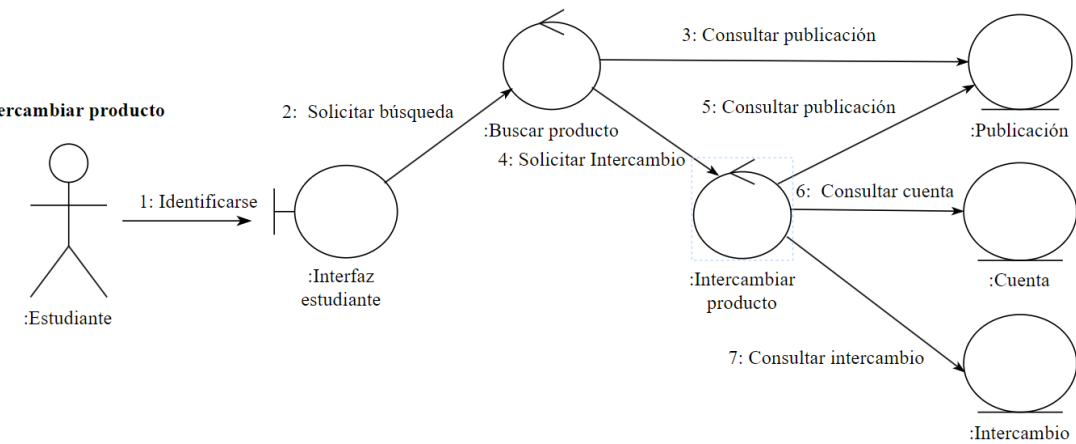 ercambiar producto
:Estudiante
1: Identificarse
:Interfaz
estudiante
2: Solicitar búsqueda
:Buscar producto
3: Consultar publicación
4: Solicitar Intercambio
:Intercambiar
producto
5: Consultar publicación
:Publicación
6: Consultar cuenta
:Cuenta
7: Consultar intercambio
:Intercambio